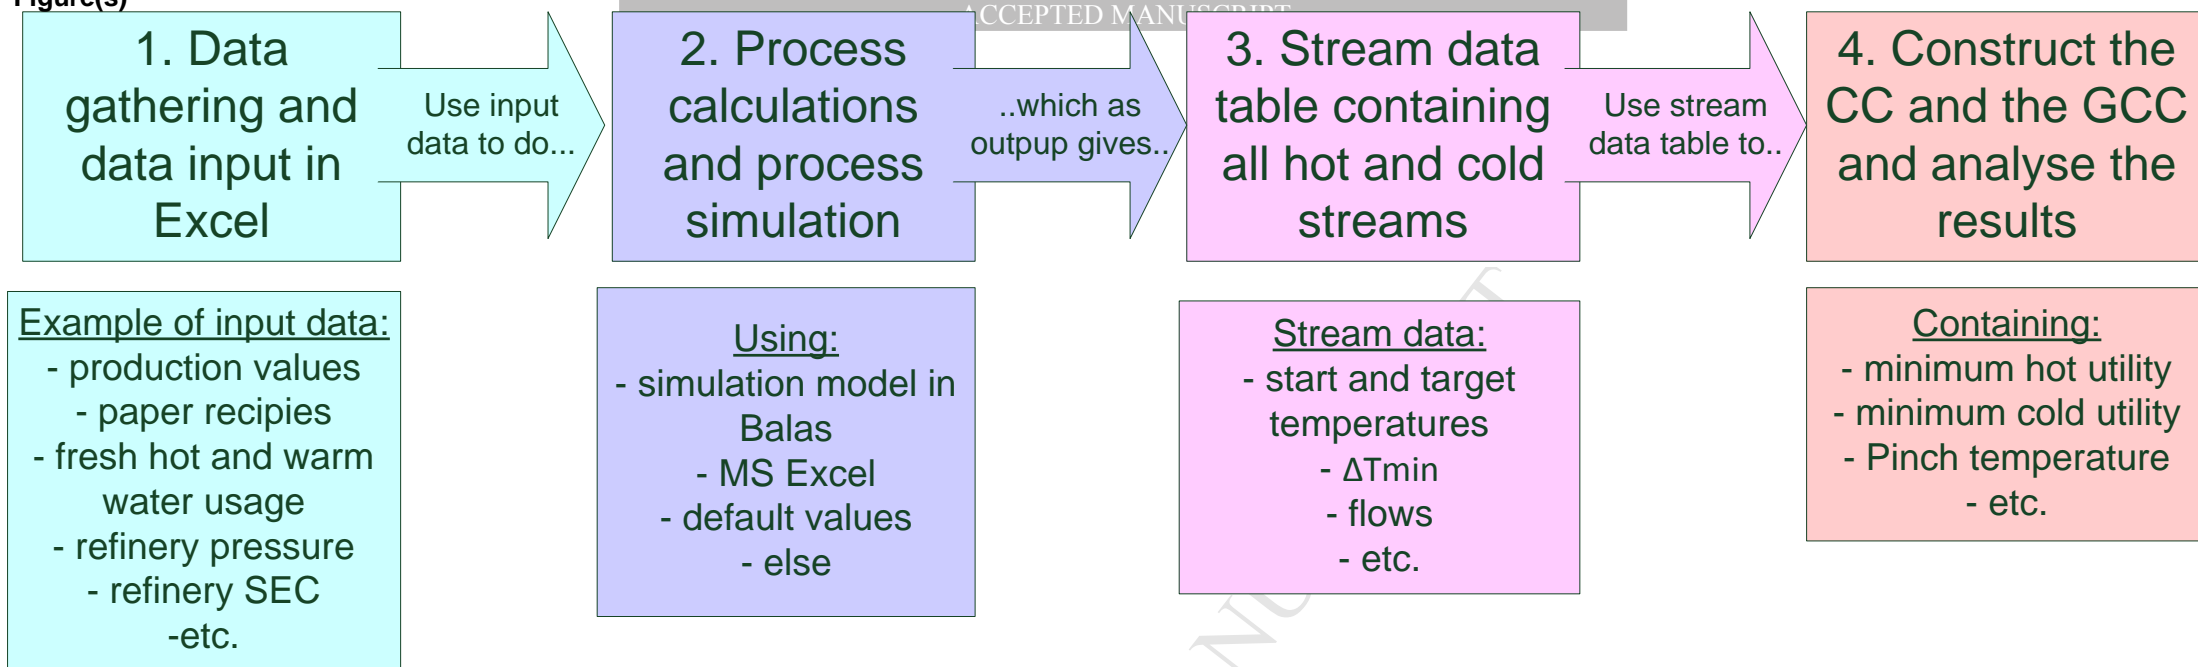 Figure(s)
ACCEPTED MANUSCRIPT
1. Data
gathering and
data input in
Excel
Use input
data to do...
2. Process
calculations
and process
simulation
..which as
outpup gives..
3. Stream data
table containing
all hot and cold
streams
Use stream
data table to..
4. Construct the
CC and the GCC
and analyse the
results
Example of input data:
- production values
- paper recipies
- fresh hot and warm
water usage
- refinery pressure
- refinery SEC
-etc.
Using:
- simulation model in
Balas
- MS Excel
- default values
- else
Stream data:
- start and target
temperatures
- ΔTmin
- flows
- etc.
Containing:
- minimum hot utility
- minimum cold utility
- Pinch temperature
- etc.